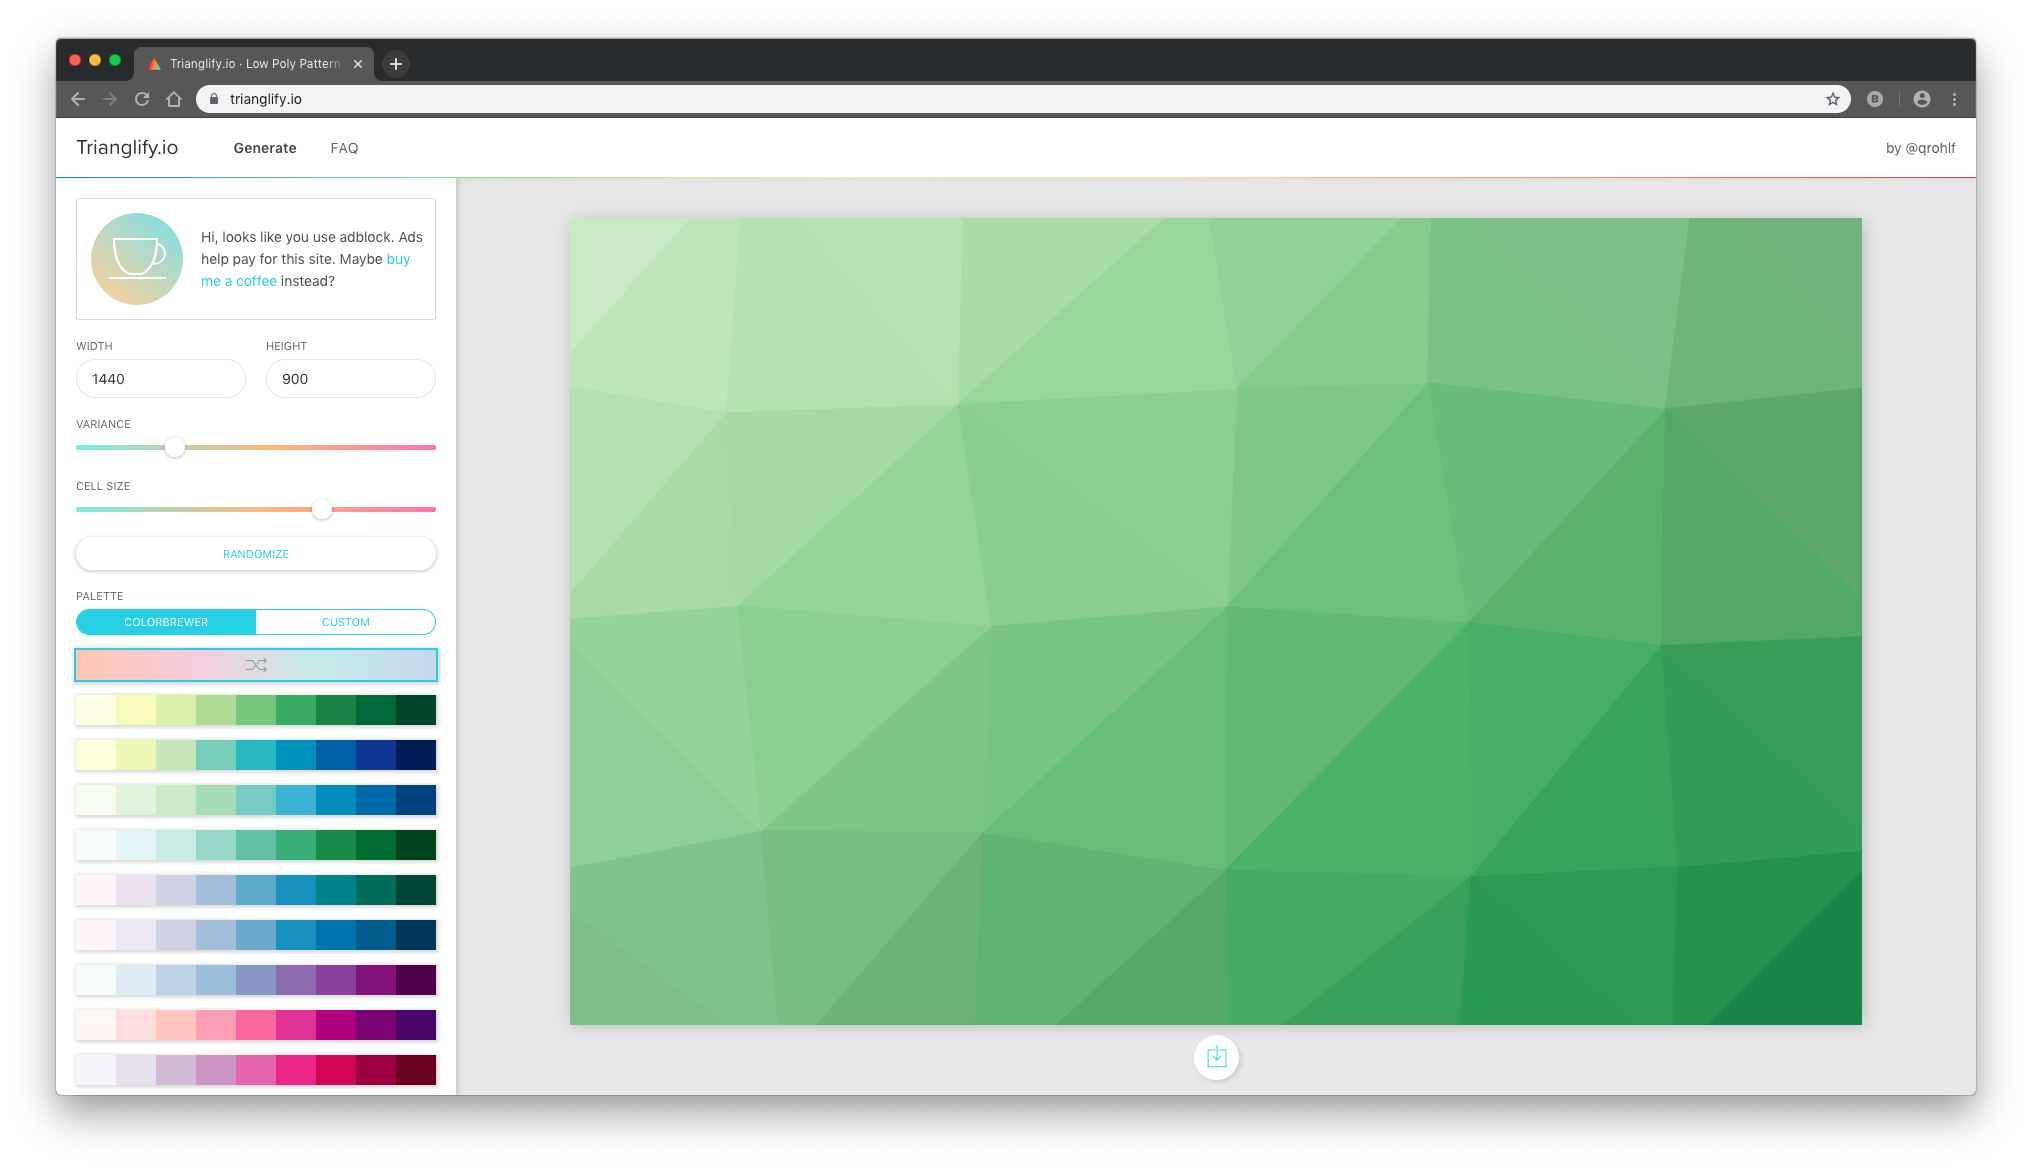 Trianglify.io · Low Poly Pattern
trianglify.io
Trianglify.io
Generate
FAQ
by @qrohlf
Hi, looks like you use adblock. Ads
help pay for this site. Maybe buy
me a coffee instead?
WIDTH
HEIGHT
1440
900
VARIANCE
CELL SIZE
RANDOMIZE
PALETTE
COLORBREWER
CUSTOM